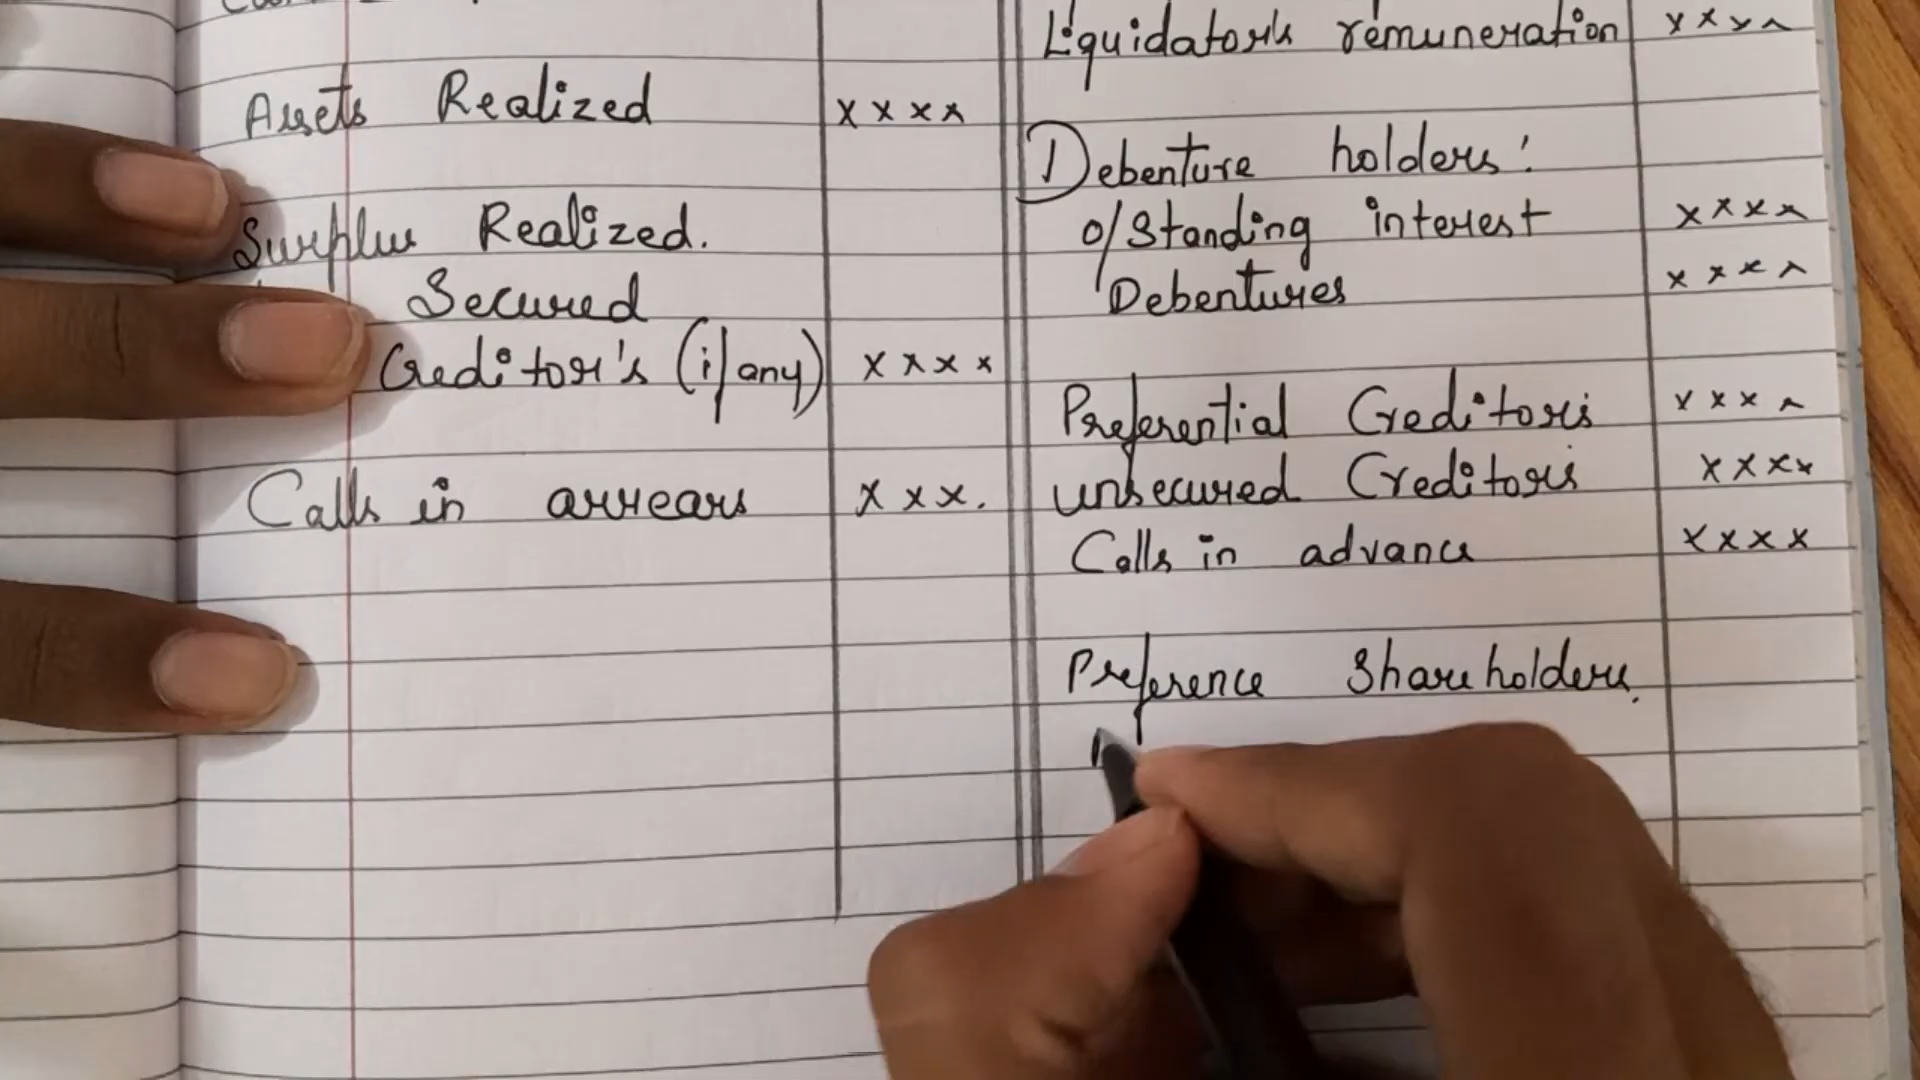 Assets Realized xxxx
Surplus Realized.
Secured
Creditor's (if any) xxxx
Calls in arrears xxx.
Liquidators remuneration xxxx
Debenture holders:
o/standing interest xxxx
Debentures xxxx
Preferential Creditors xxxx
unsecured Creditors xxxx
Calls in advance xxxx
Preference Shareholders.